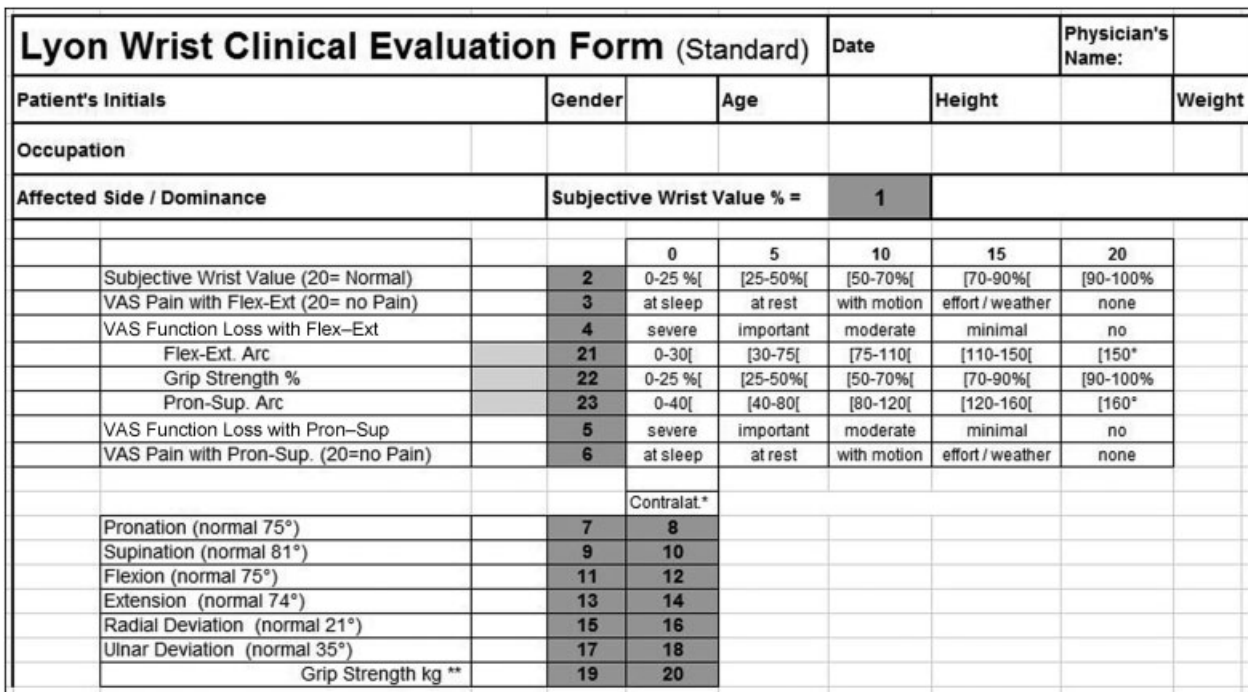 Lyon Wrist Clinical Evaluation Form (Standard) Date Physician's Name:
Patient's Initials Gender Age Height Weight
Occupation
Affected Side / Dominance Subjective Wrist Value % = 1
0 5 10 15 20
Subjective Wrist Value (20= Normal) 2 0-25 %[ [25-50%[ [50-70%[ [70-90%[ [90-100%
VAS Pain with Flex-Ext (20= no Pain) 3 at sleep at rest with motion effort / weather none
VAS Function Loss with Flex–Ext 4 severe important moderate minimal no
Flex-Ext. Arc 21 0-30[ [30-75[ [75-110[ [110-150[ [150°
Grip Strength % 22 0-25 %[ [25-50%[ [50-70%[ [70-90%[ [90-100%
Pron-Sup. Arc 23 0-40[ [40-80[ [80-120[ [120-160[ [160°
VAS Function Loss with Pron–Sup 5 severe important moderate minimal no
VAS Pain with Pron-Sup. (20=no Pain) 6 at sleep at rest with motion effort / weather none
Contralat.*
Pronation (normal 75°) 7 8
Supination (normal 81°) 9 10
Flexion (normal 75°) 11 12
Extension (normal 74°) 13 14
Radial Deviation (normal 21°) 15 16
Ulnar Deviation (normal 35°) 17 18
Grip Strength kg ** 19 20